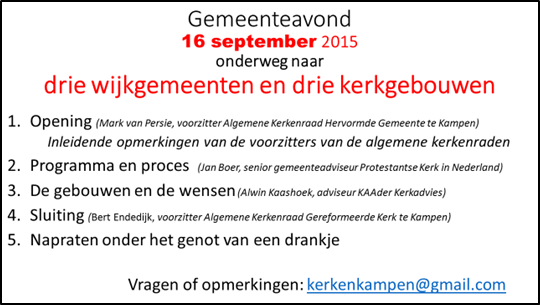 Gemeenteavond
16 september 2015
onderweg naar
drie wijkgemeenten en drie kerkgebouwen
1. Opening (Mark van Persie, voorzitter Algemene Kerkenraad Hervormde Gemeente te Kampen)
Inleidende opmerkingen van de voorzitters van de algemene kerkenraden
2. Programma en proces (Jan Boer, senior gemeenteadviseur Protestantse Kerk in Nederland)
3. De gebouwen en de wensen (Alwin Kaashoek, adviseur KAAder Kerkadvies)
4. Sluiting (Bert Endedijk, voorzitter Algemene Kerkenraad Gereformeerde Kerk te Kampen)
5. Napraten onder het genot van een drankje
Vragen of opmerkingen: kerkenkampen@gmail.com